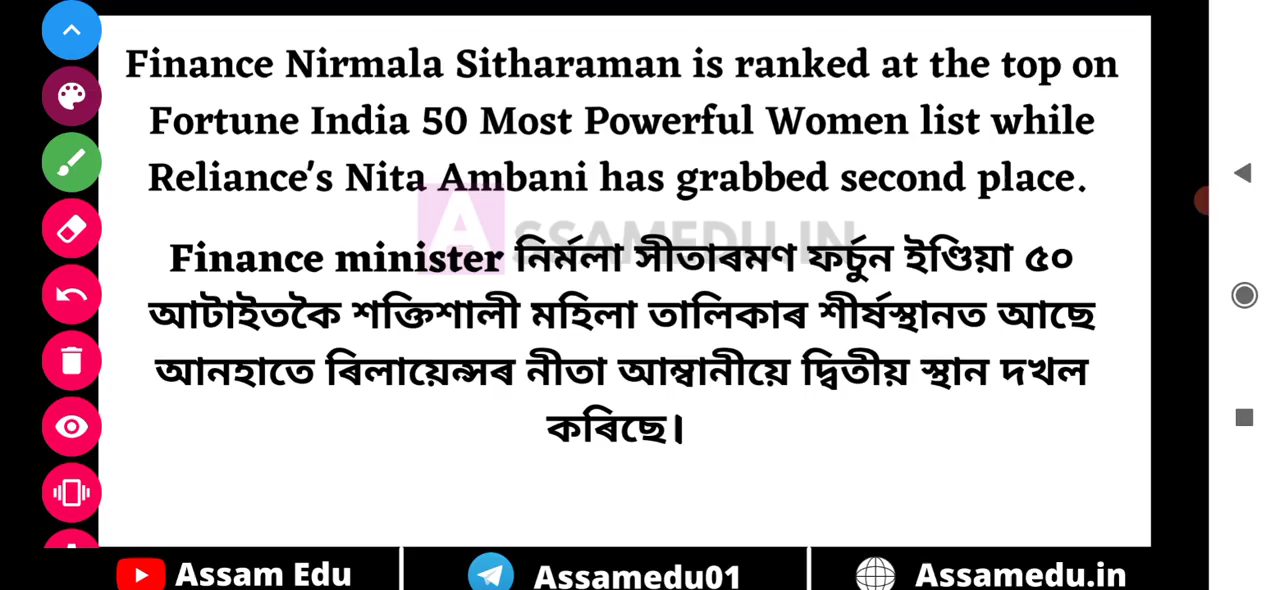 Finance Nirmala Sitharaman is ranked at the top on
Fortune India 50 Most Powerful Women list while
Reliance's Nita Ambani has grabbed second place.
ASSAMEDU.IN
Finance minister নিৰ্মলা সীতাৰমণ ফৰ্চুন ইণ্ডিয়া ৫০
আটাইতকৈ শক্তিশালী মহিলা তালিকাৰ শীৰ্ষস্থানত আছে
আনহাতে ৰিলায়েন্সৰ নীতা আম্বানীয়ে দ্বিতীয় স্থান দখল
কৰিছে।
Assam Edu
Assamedu01
Assamedu.in